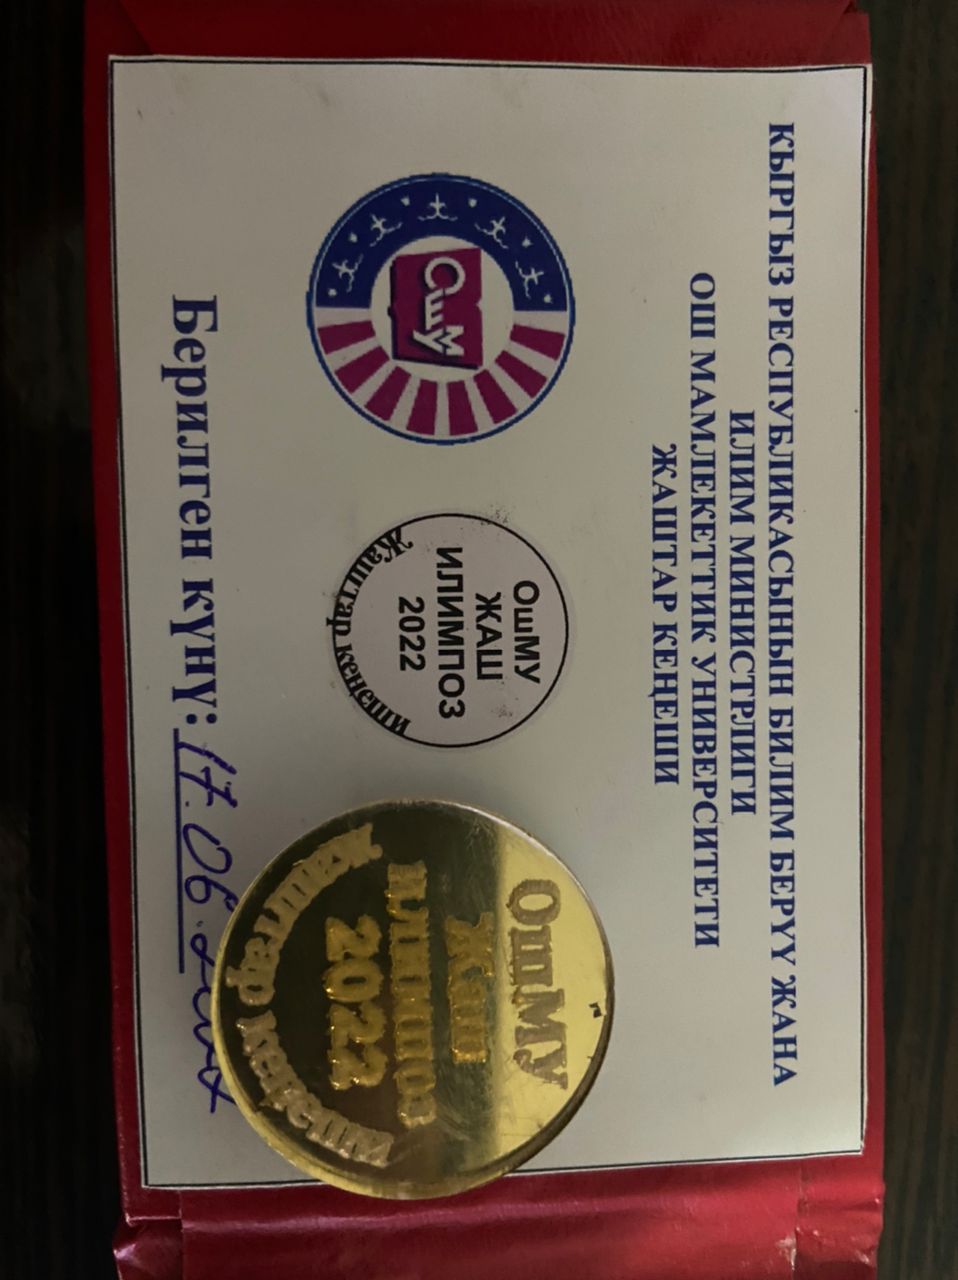 КЫРГЫЗ РЕСПУБЛИКАСЫНЫН БИЛИМ БЕРҮҮ ЖАНА
ИЛИМ МИНИСТРЛИГИ
ОШ МАМЛЕКЕТТИК УНИВЕРСИТЕТИ
ЖАШТАР КЕҢЕШИ
ОшМУ
ОшМУ
ЖАШ
ИЛИМПОЗ
2022
Жаштар кеңеши
ОшМУ
Жаш
илимпоз
2022
жаштар кеңеши
Берилген күнү: 17.06.